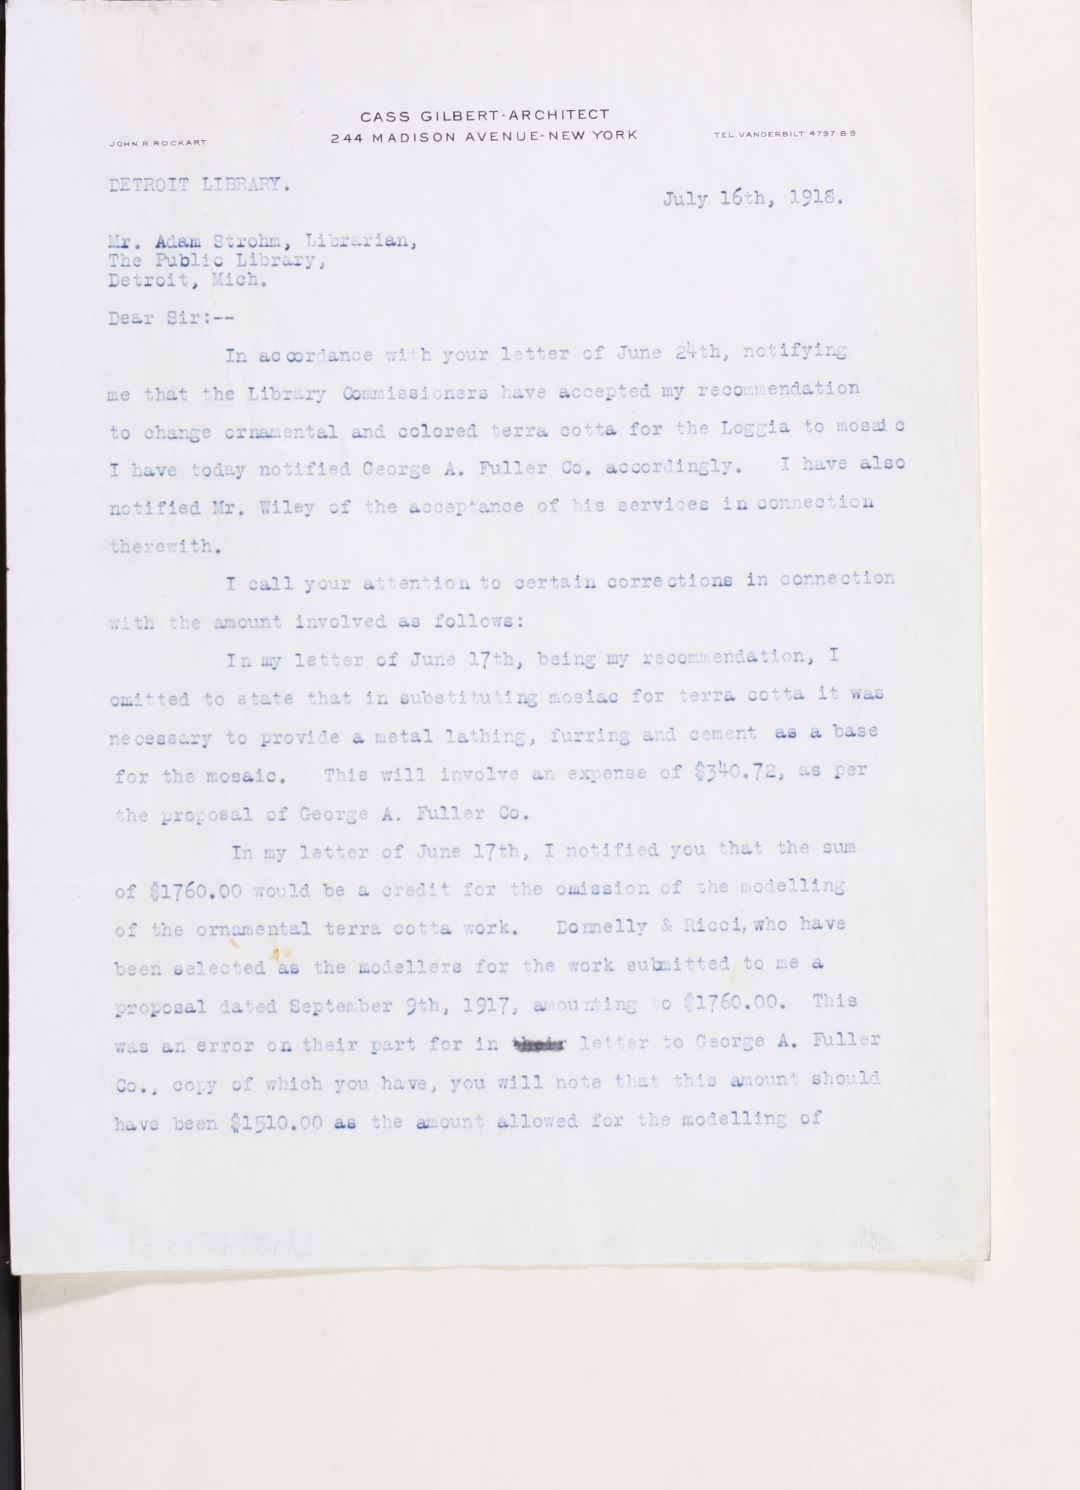 CASS GILBERT·ARCHITECT
244 MADISON AVENUE·NEW YORK
JOHN R. ROCKART
TEL. VANDERBILT 4797-8-9
DETROIT LIBRARY.
July 16th, 1918.
Mr. Adam Strohm, Librarian,
The Public Library,
Detroit, Mich.
Dear Sir:--
In accordance with your letter of June 24th, notifying
me that the Library Commissioners have accepted my recommendation
to change ornamental and colored terra cotta for the Loggia to mosaic
I have today notified George A. Fuller Co. accordingly. I have also
notified Mr. Wiley of the acceptance of his services in connection
therewith.
I call your attention to certain corrections in connection
with the amount involved as follows:
In my letter of June 17th, being my recommendation, I
omitted to state that in substituting mosiac for terra cotta it was
necessary to provide a metal lathing, furring and cement as a base
for the mosaic. This will involve an expense of $340.72, as per
the proposal of George A. Fuller Co.
In my letter of June 17th, I notified you that the sum
of $1760.00 would be a credit for the omission of the modelling
of the ornamental terra cotta work. Donnelly & Ricci, who have
been selected as the modellers for the work submitted to me a
proposal dated September 9th, 1917, amounting to $1760.00. This
was an error on their part for in their letter to George A. Fuller
Co., copy of which you have, you will note that this amount should
have been $1510.00 as the amount allowed for the modelling of